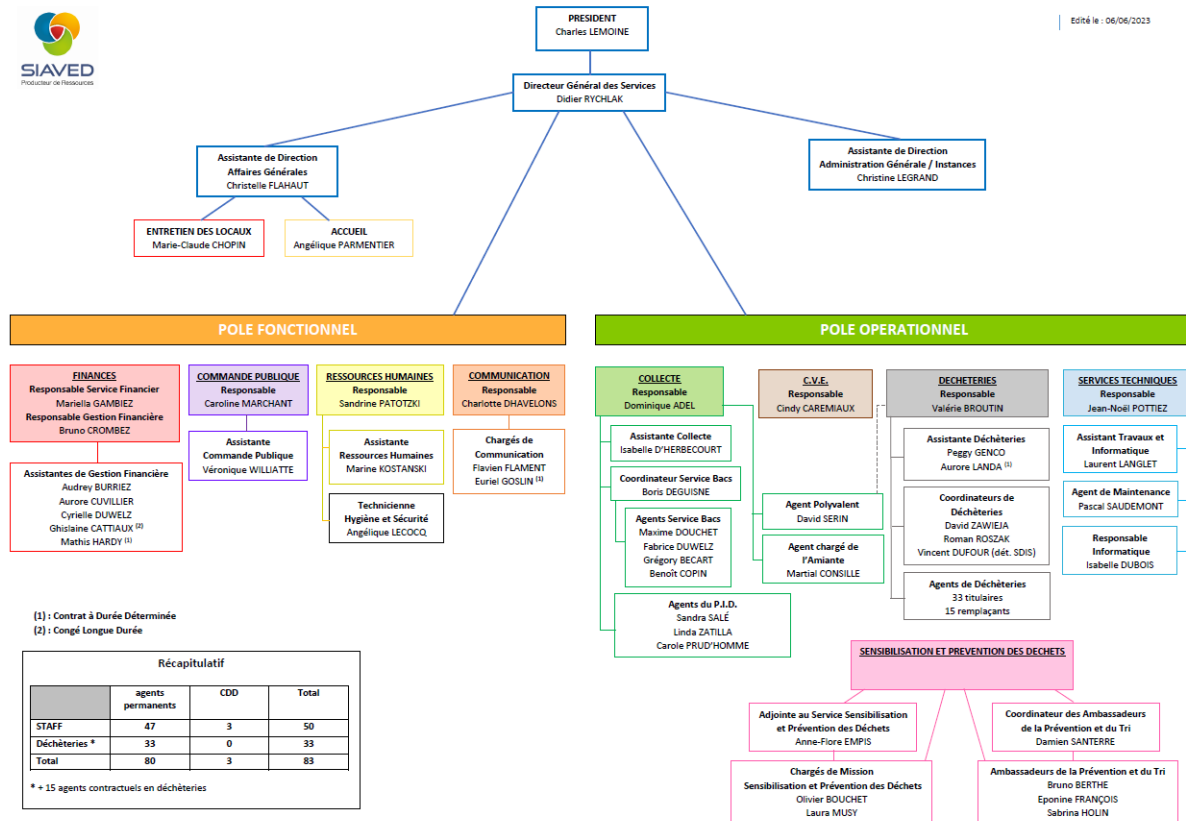 SIAVED
Producteur de Ressources
PRESIDENT
Charles LEMOINE
Edité le : 06/06/2023
Directeur Général des Services
Didier RYCHLAK
Assistante de Direction
Affaires Générales
Christelle FLAHAUT
Assistante de Direction
Administration Générale / Instances
Christine LEGRAND
ENTRETIEN DES LOCAUX
Marie-Claude CHOPIN
ACCUEIL
Angélique PARMENTIER
POLE FONCTIONNEL
FINANCES
Responsable Service Financier
Mariella GAMBIEZ
Responsable Gestion Financière
Bruno CROMBEZ
Assistantes de Gestion Financière
Audrey BURRIEZ
Aurore CUVILLIER
Cyrielle DUWELZ
Ghislaine CATTIAUX (2)
Mathis HARDY (1)
COMMANDE PUBLIQUE
Responsable
Caroline MARCHANT
Assistante
Commande Publique
Véronique WILLIATTE
RESSOURCES HUMAINES
Responsable
Sandrine PATOTZKI
Assistante
Ressources Humaines
Marine KOSTANSKI
Technicienne
Hygiène et Sécurité
Angélique LECOCQ
COMMUNICATION
Responsable
Charlotte DHAVELONS
Chargés de
Communication
Flavien FLAMENT
Euriel GOSLIN (1)
POLE OPERATIONNEL
COLLECTE
Responsable
Dominique ADEL
Assistante Collecte
Isabelle D'HERBECOURT
Coordinateur Service Bacs
Boris DEGUISNE
Agents Service Bacs
Maxime DOUCHET
Fabrice DUWELZ
Grégory BECART
Benoît COPIN
Agents du P.I.D.
Sandra SALÉ
Linda ZATILLA
Carole PRUD'HOMME
C.V.E.
Responsable
Cindy CAREMIAUX
Agent Polyvalent
David SERIN
Agent chargé de
l'Amiante
Martial CONSILLE
DECHETERIES
Responsable
Valérie BROUTIN
Assistante Déchèteries
Peggy GENCO
Aurore LANDA (1)
Coordinateurs de
Déchèteries
David ZAWIEJA
Roman ROSZAK
Vincent DUFOUR (dét. SDIS)
Agents de Déchèteries
33 titulaires
15 remplaçants
SERVICES TECHNIQUES
Responsable
Jean-Noël POTTIEZ
Assistant Travaux et
Informatique
Laurent LANGLET
Agent de Maintenance
Pascal SAUDEMONT
Responsable
Informatique
Isabelle DUBOIS
SENSIBILISATION ET PREVENTION DES DECHETS
Adjointe au Service Sensibilisation
et Prévention des Déchets
Anne-Flore EMPIS
Coordinateur des Ambassadeurs
de la Prévention et du Tri
Damien SANTERRE
Chargés de Mission
Sensibilisation et Prévention des Déchets
Olivier BOUCHET
Laura MUSY
Ambassadeurs de la Prévention et du Tri
Bruno BERTHE
Eponine FRANÇOIS
Sabrina HOLIN
(1) : Contrat à Durée Déterminée
(2) : Congé Longue Durée
Récapitulatif
agents permanents CDD Total
STAFF 47 3 50
Déchèteries * 33 0 33
Total 80 3 83
* + 15 agents contractuels en déchèteries